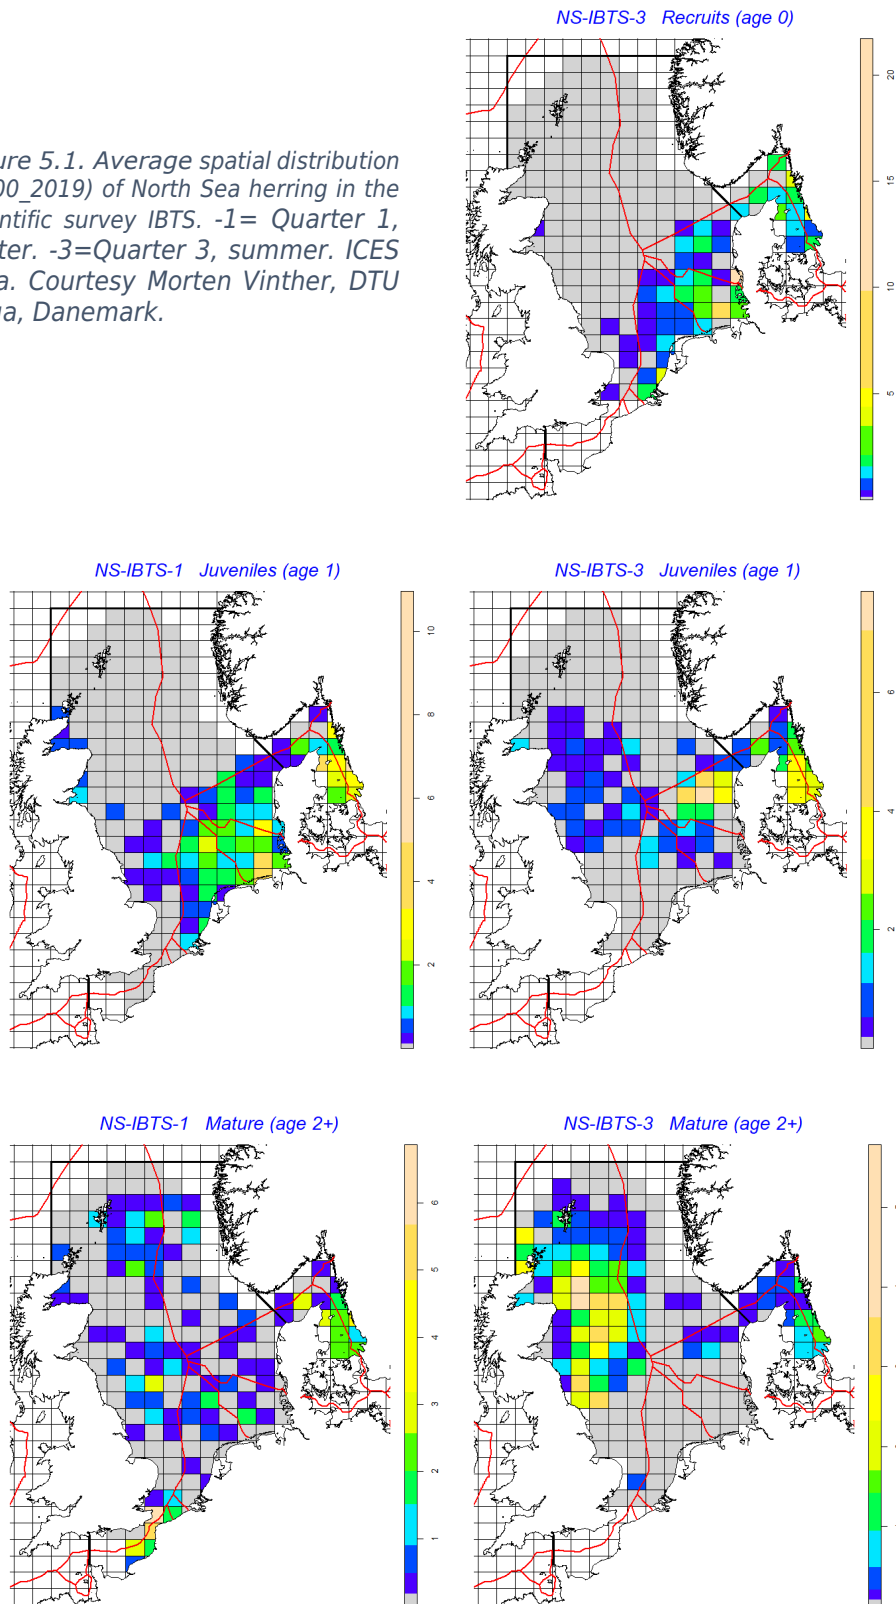 NS-IBTS-3 Recruits (age 0)
ure 5.1. Average spatial distribution
00_2019) of North Sea herring in the
ntific survey IBTS. -1= Quarter 1,
ter. -3=Quarter 3, summer. ICES
a. Courtesy Morten Vinther, DTU
ua, Danemark.
20
15
10
5
NS-IBTS-1 Juveniles (age 1)
NS-IBTS-3 Juveniles (age 1)
10
8
6
4
2
6
4
2
NS-IBTS-1 Mature (age 2+)
NS-IBTS-3 Mature (age 2+)
6
5
4
3
2
1